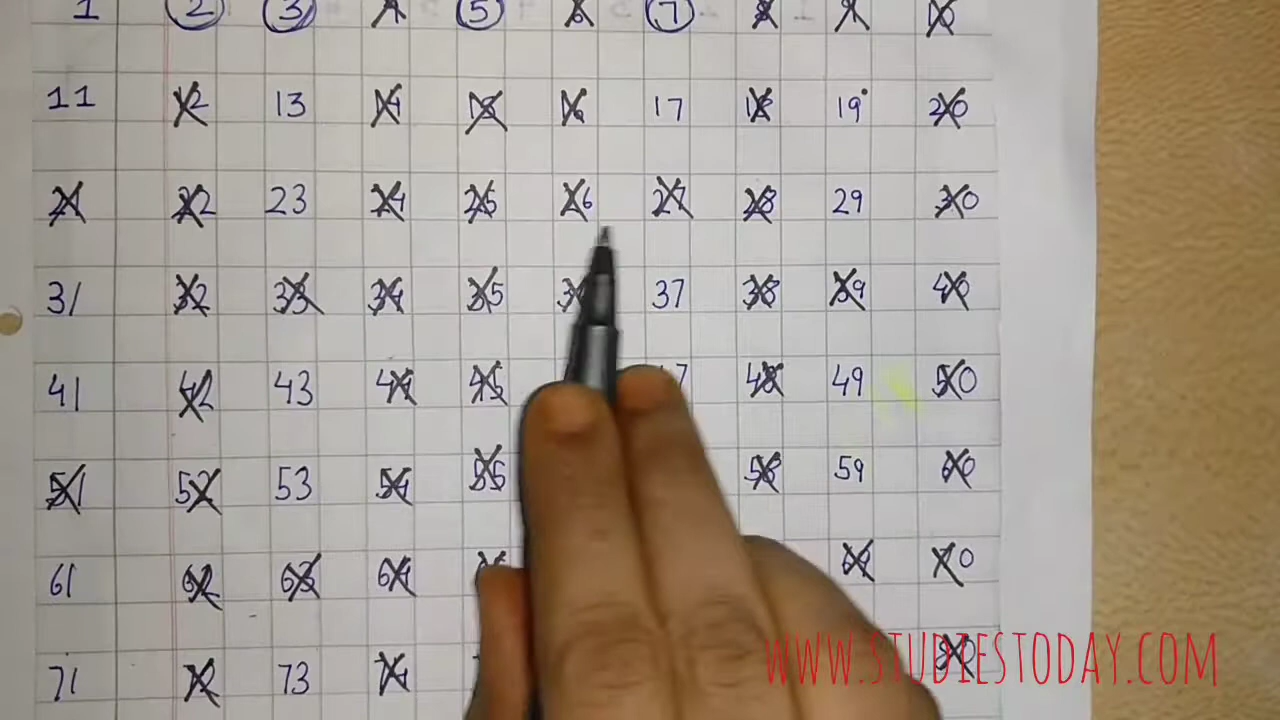 1 2 3 4 5 6 7 8 9 10
11 12 13 14 15 16 17 18 19 20
21 22 23 24 25 26 27 28 29 30
31 32 33 34 35 37 38 39 40
41 42 43 44 45 48 49 50
51 52 53 54 55 58 59 60
61 62 63 64 69 70
71 72 73 74 80
www.studiestoday.com